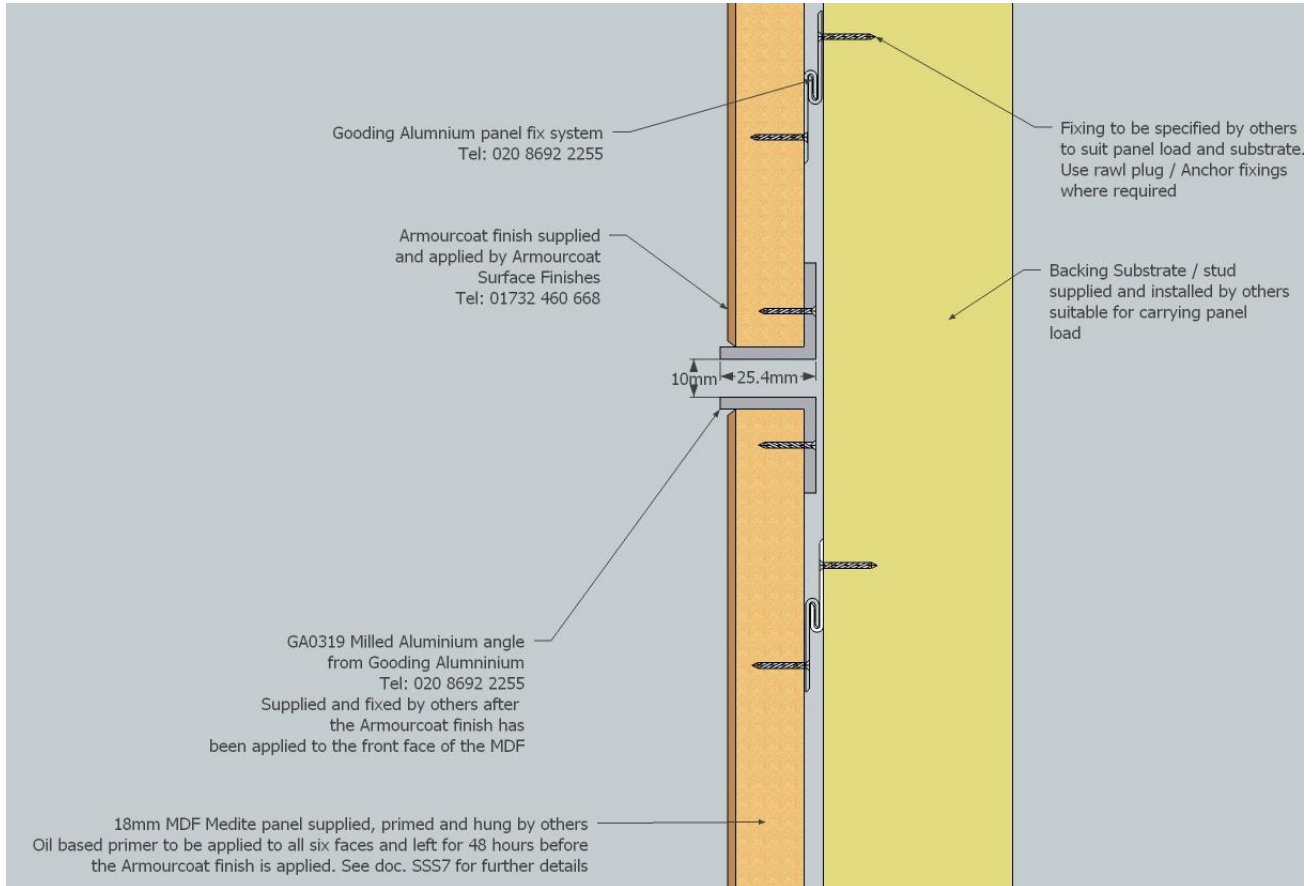 Gooding Alumnium panel fix system
Tel: 020 8692 2255
Fixing to be specified by others
to suit panel load and substrate.
Use rawl plug / Anchor fixings
where required
Armourcoat finish supplied
and applied by Armourcoat
Surface Finishes
Tel: 01732 460 668
Backing Substrate / stud
supplied and installed by others
suitable for carrying panel
load
10mm
25.4mm
GA0319 Milled Aluminium angle
from Gooding Alumninium
Tel: 020 8692 2255
Supplied and fixed by others after
the Armourcoat finish has
been applied to the front face of the MDF
18mm MDF Medite panel supplied, primed and hung by others
Oil based primer to be applied to all six faces and left for 48 hours before
the Armourcoat finish is applied. See doc. SSS7 for further details